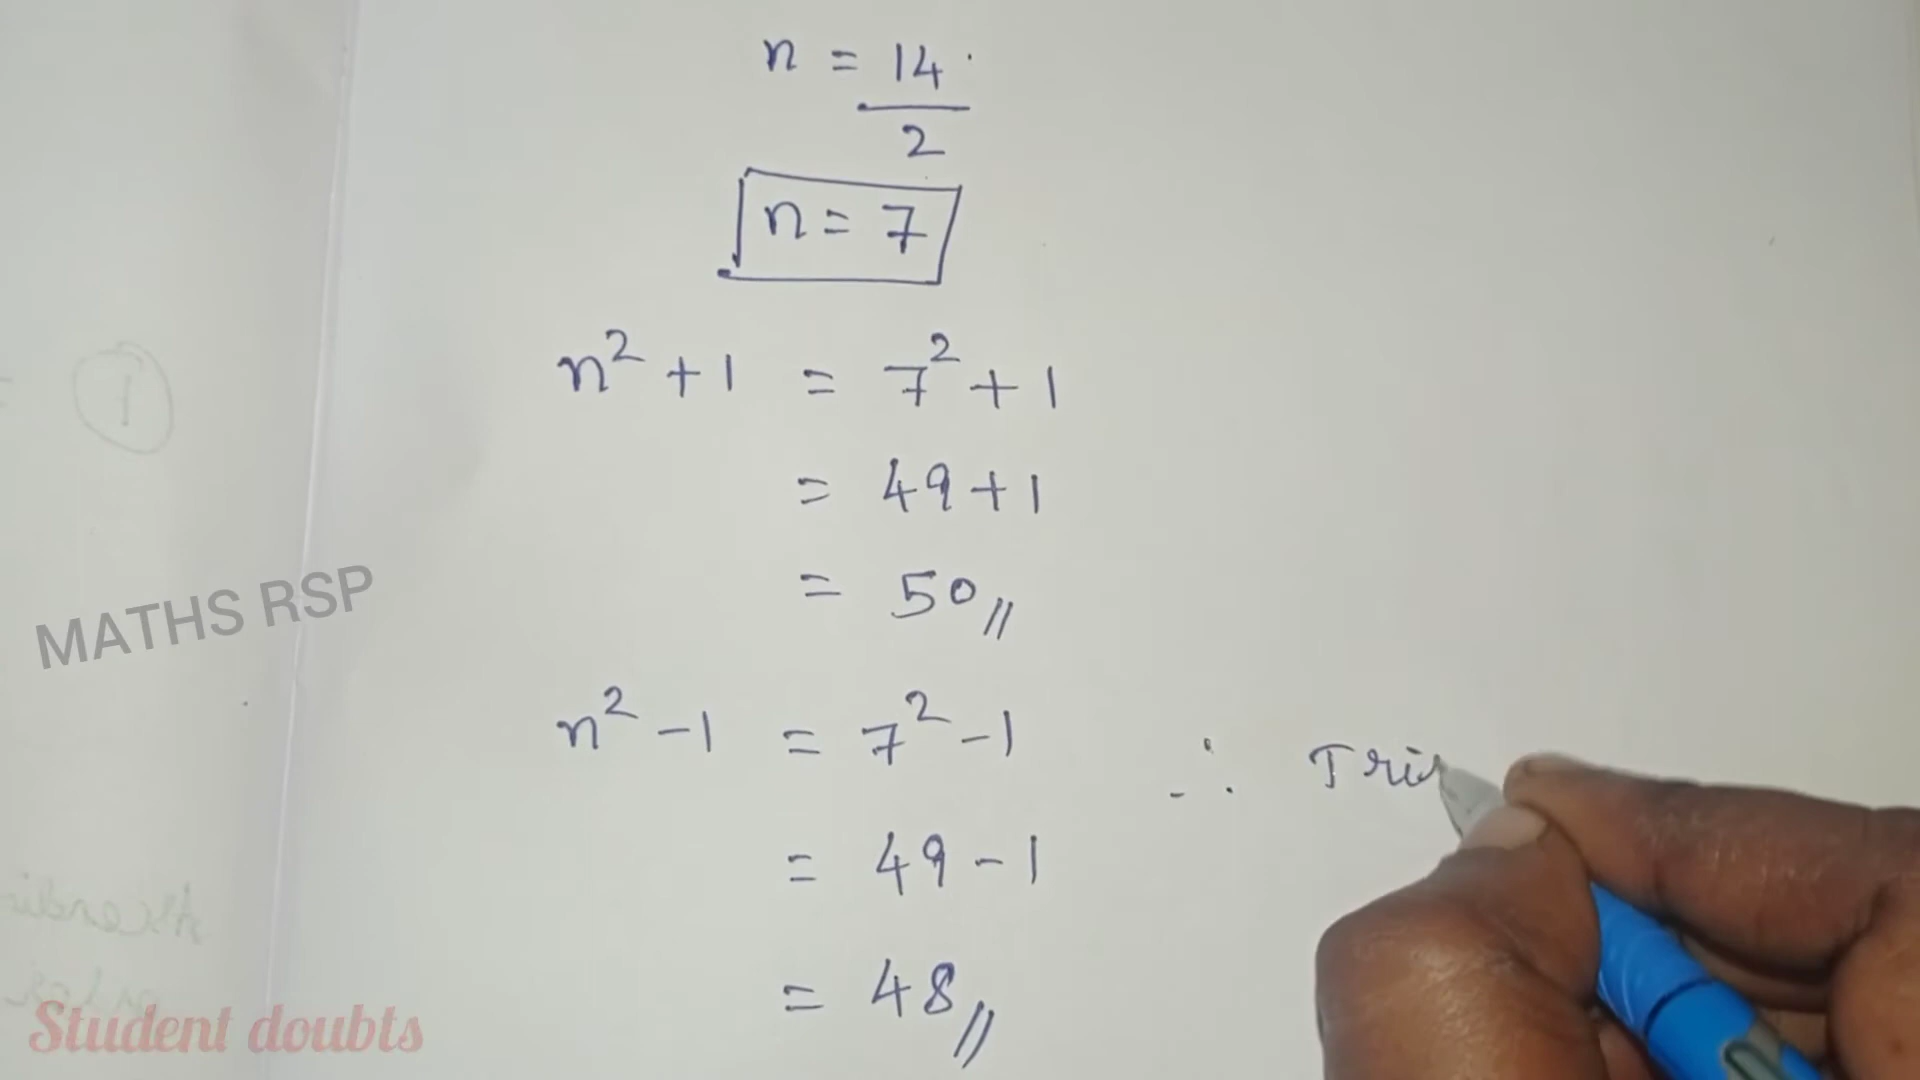 n = 14
2
n = 7
n² + 1 = 7² + 1
= 49 + 1
= 50 //
MATHS RSP
n² - 1 = 7² - 1 ∴ Tri
= 49 - 1
= 48 //
Student doubts